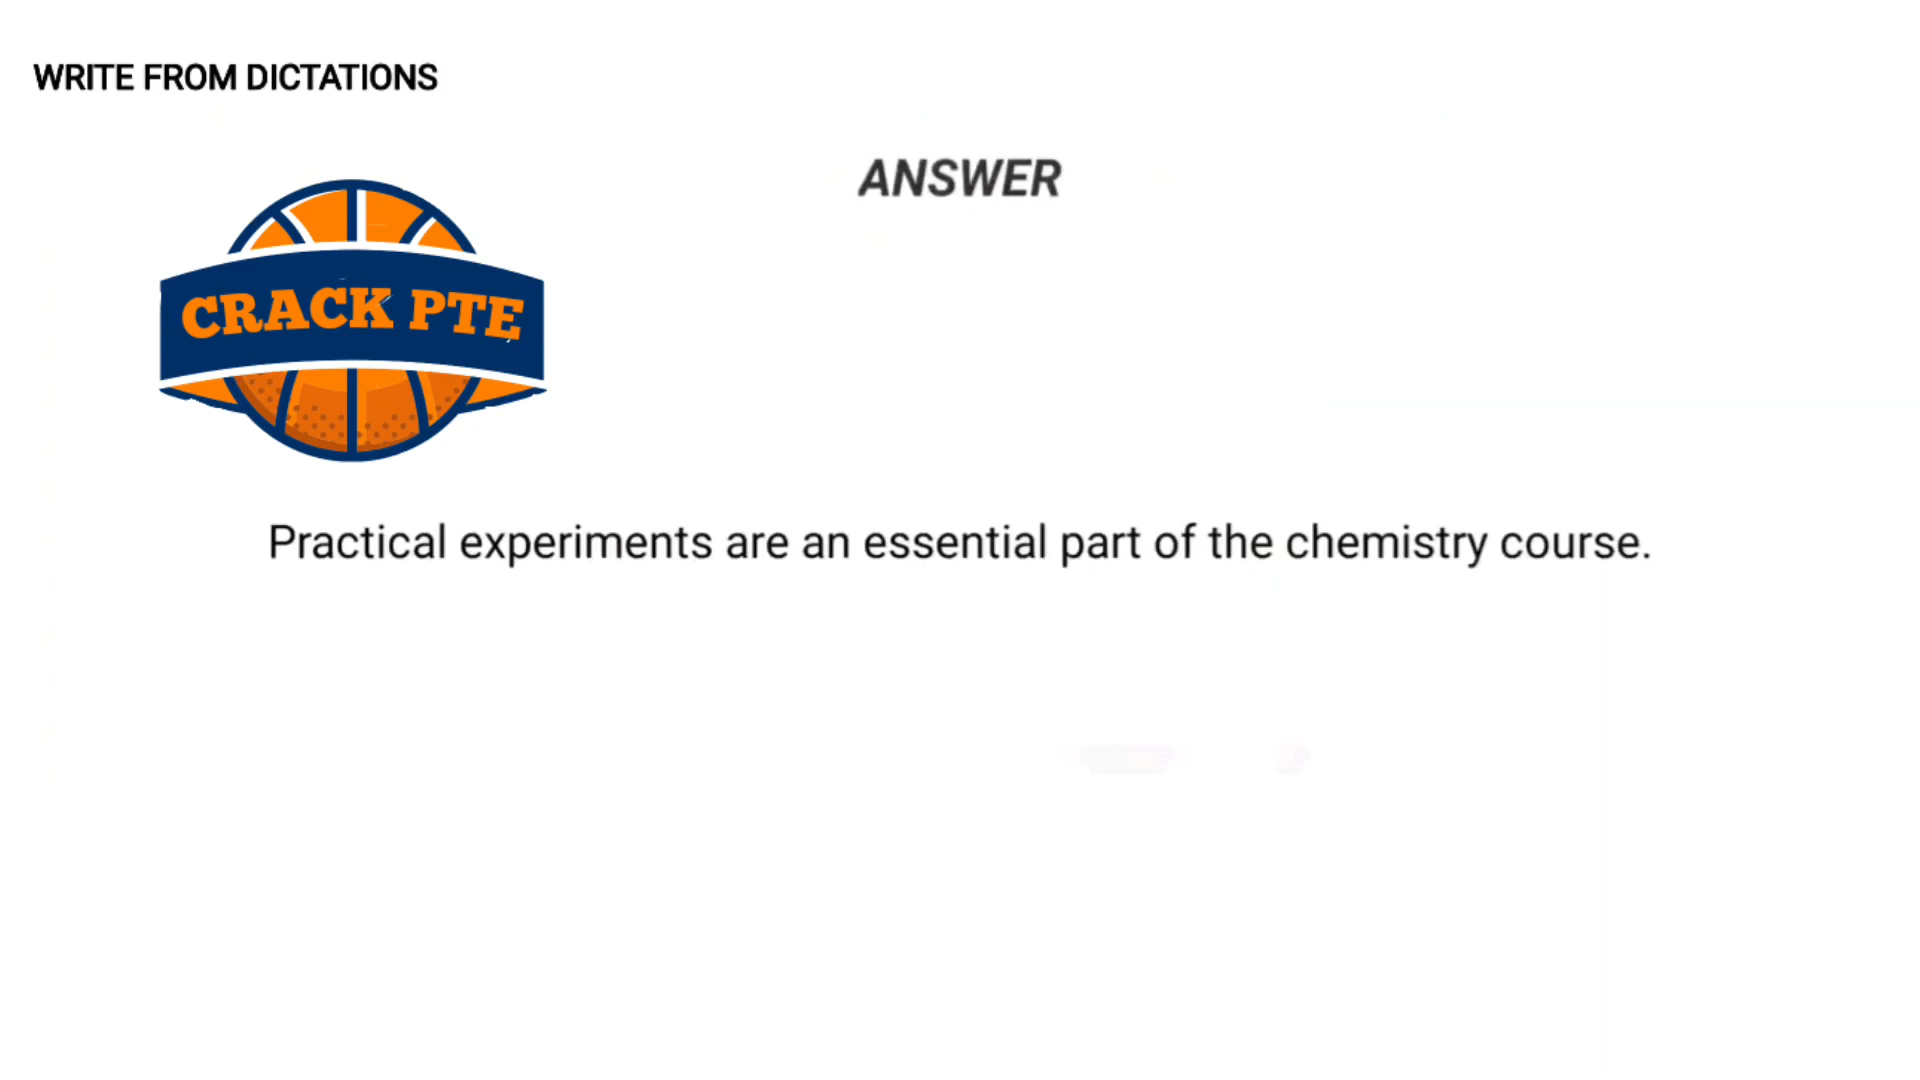 WRITE FROM DICTATIONS
ANSWER
CRACK PTE
Practical experiments are an essential part of the chemistry course.